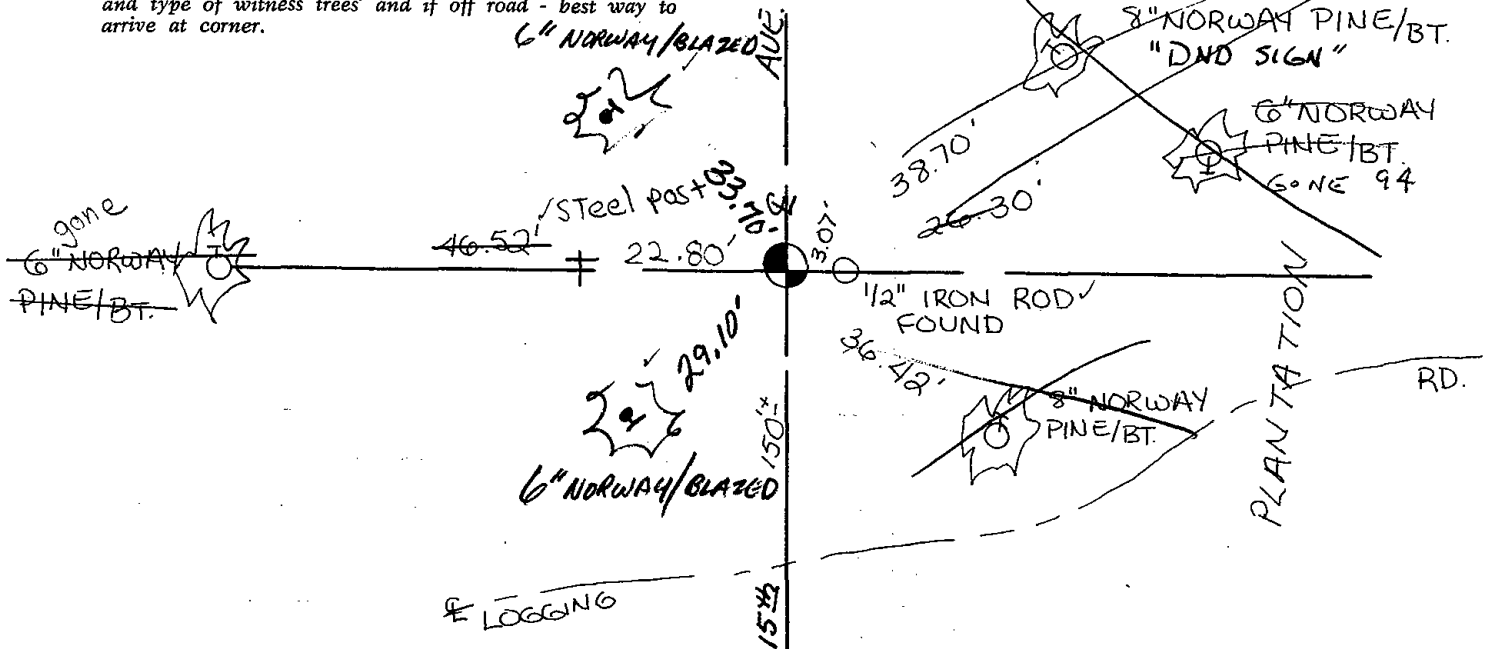 and type of witness trees and if off road - best way to
arrive at corner.
6" NORWAY/BLAZED
AVE.
8" NORWAY PINE/BT.
"DND SIGN"
6" NORWAY
PINE/BT.
GONE 94
38.70'
26.30'
gone
6" NORWAY
PINE/BT.
46.52'
√ STeel post
33.70'
℄
22.80'
3.07'
1/2" IRON ROD √
FOUND
29.10'
36.42'
8" NORWAY
PINE/BT.
PLANTATION
RD.
6" NORWAY/BLAZED
150'±
℄ LOGGING
15th